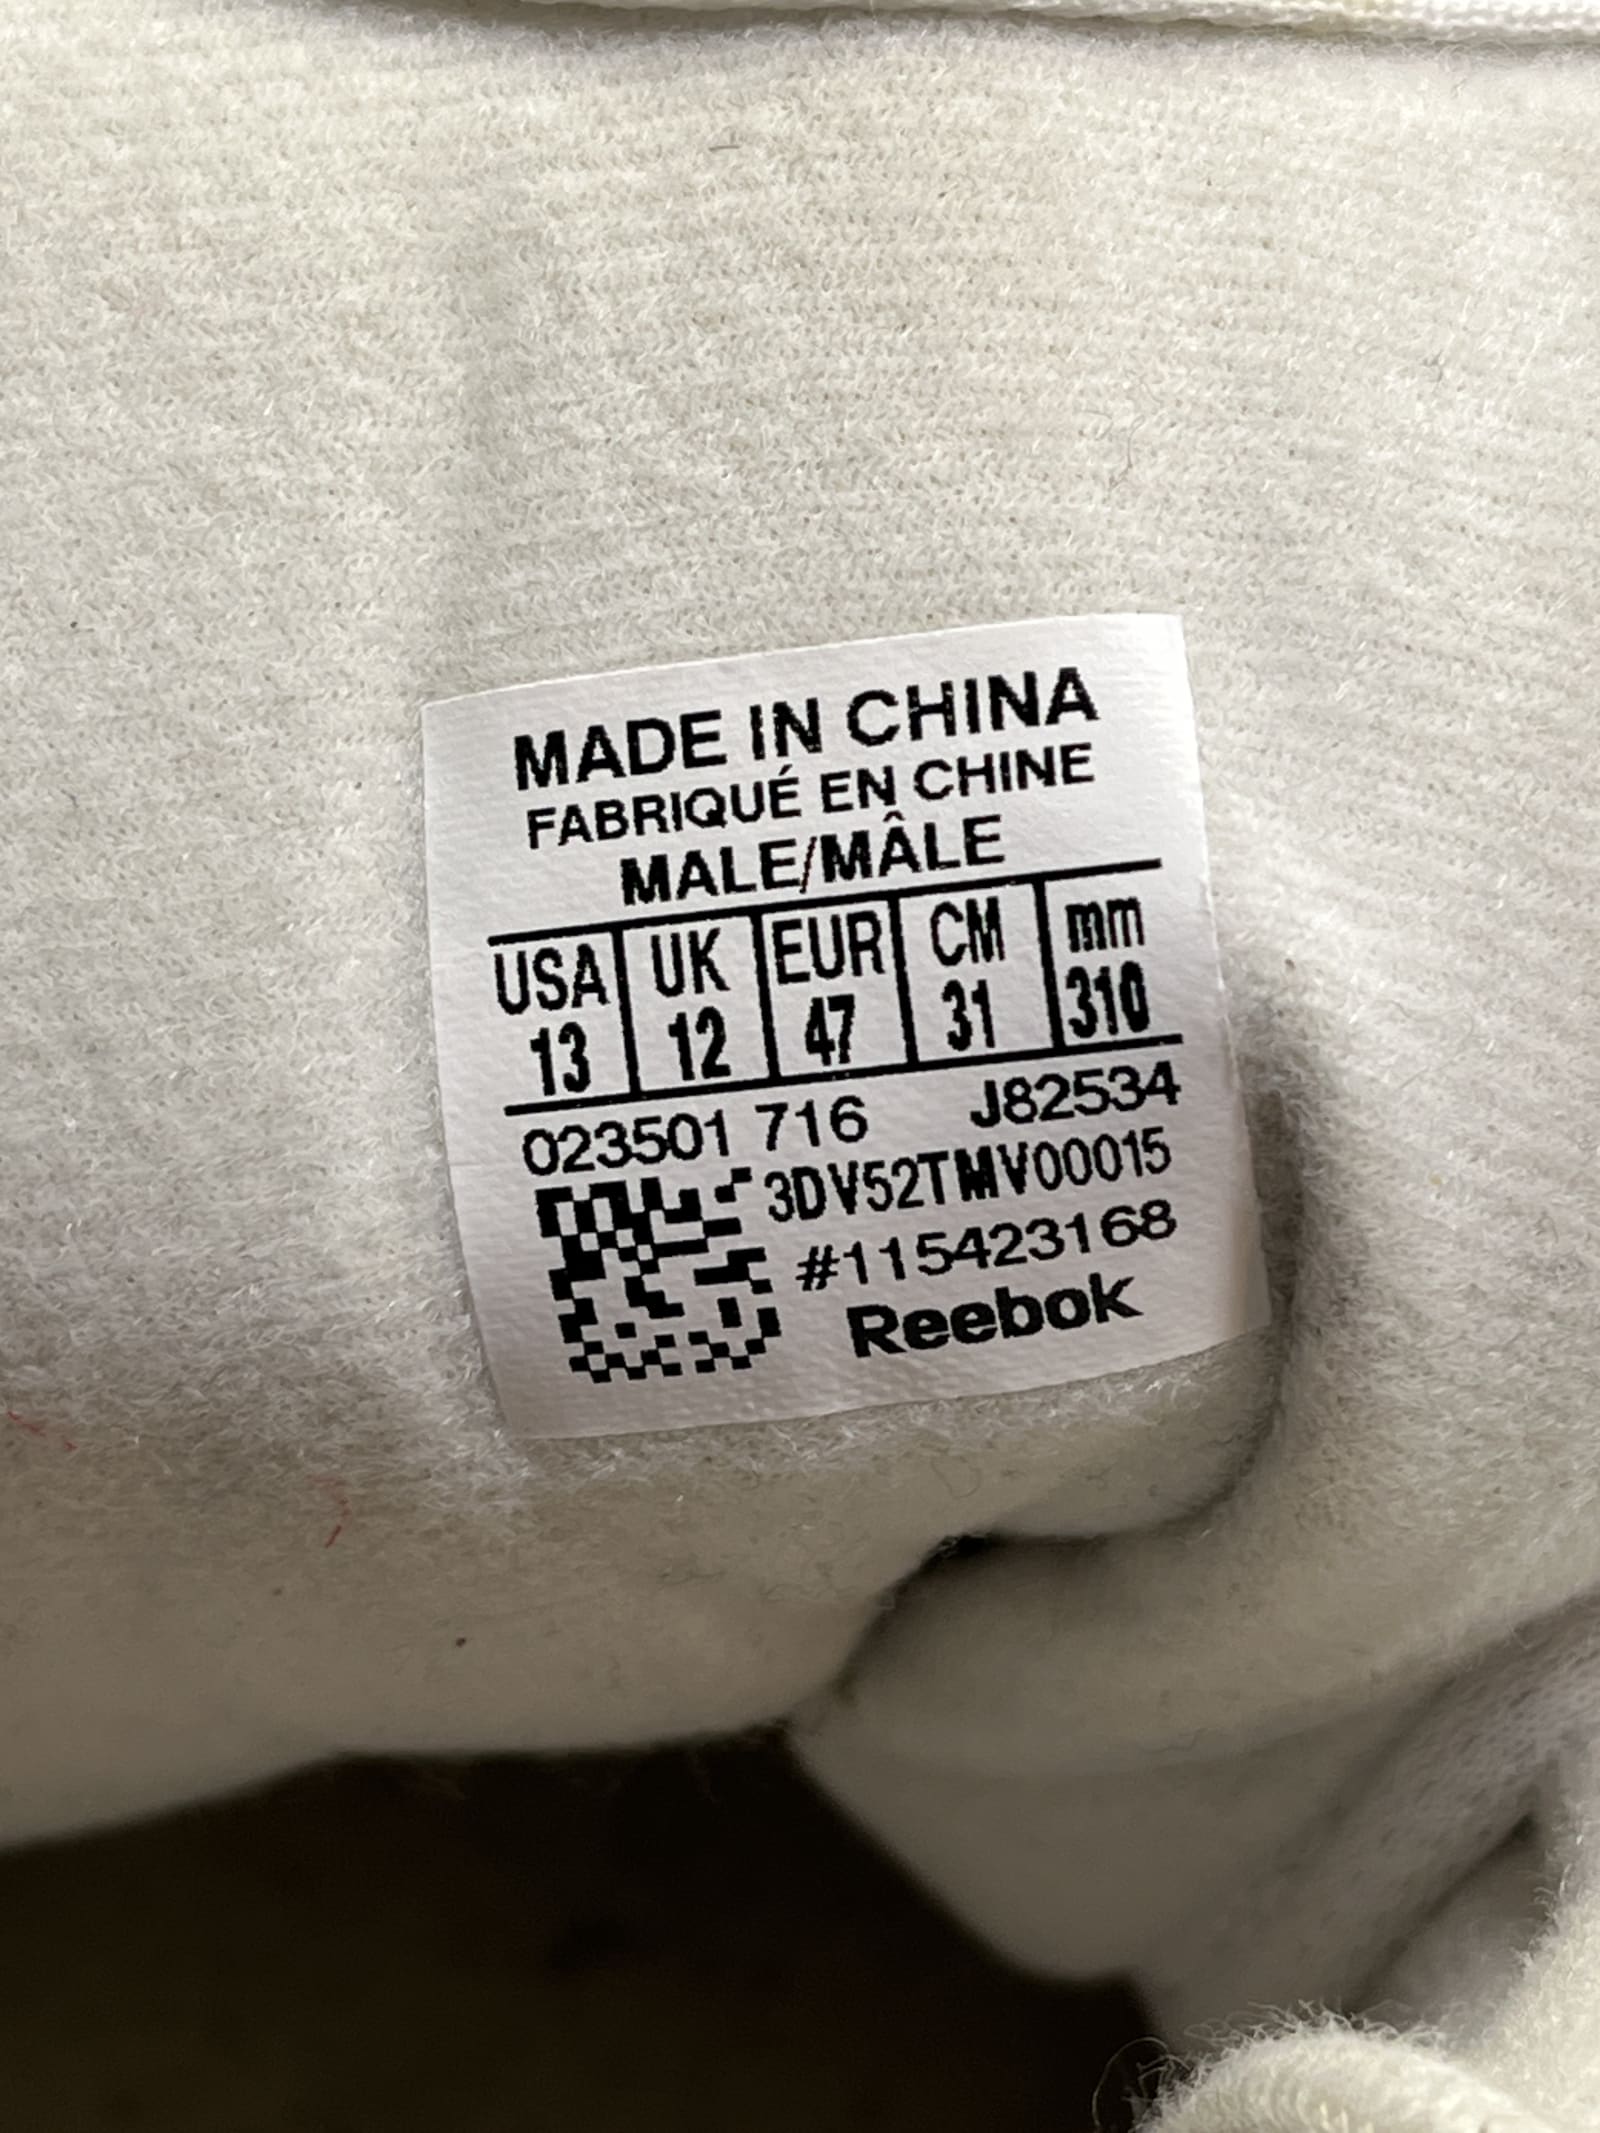 MADE IN CHINA
FABRIQUÉ EN CHINE
MALE/MÂLE
USA UK EUR CM mm
13 12 47 31 310
023501 716 J82534
3DV52TMV00015
#115423168
Reebok